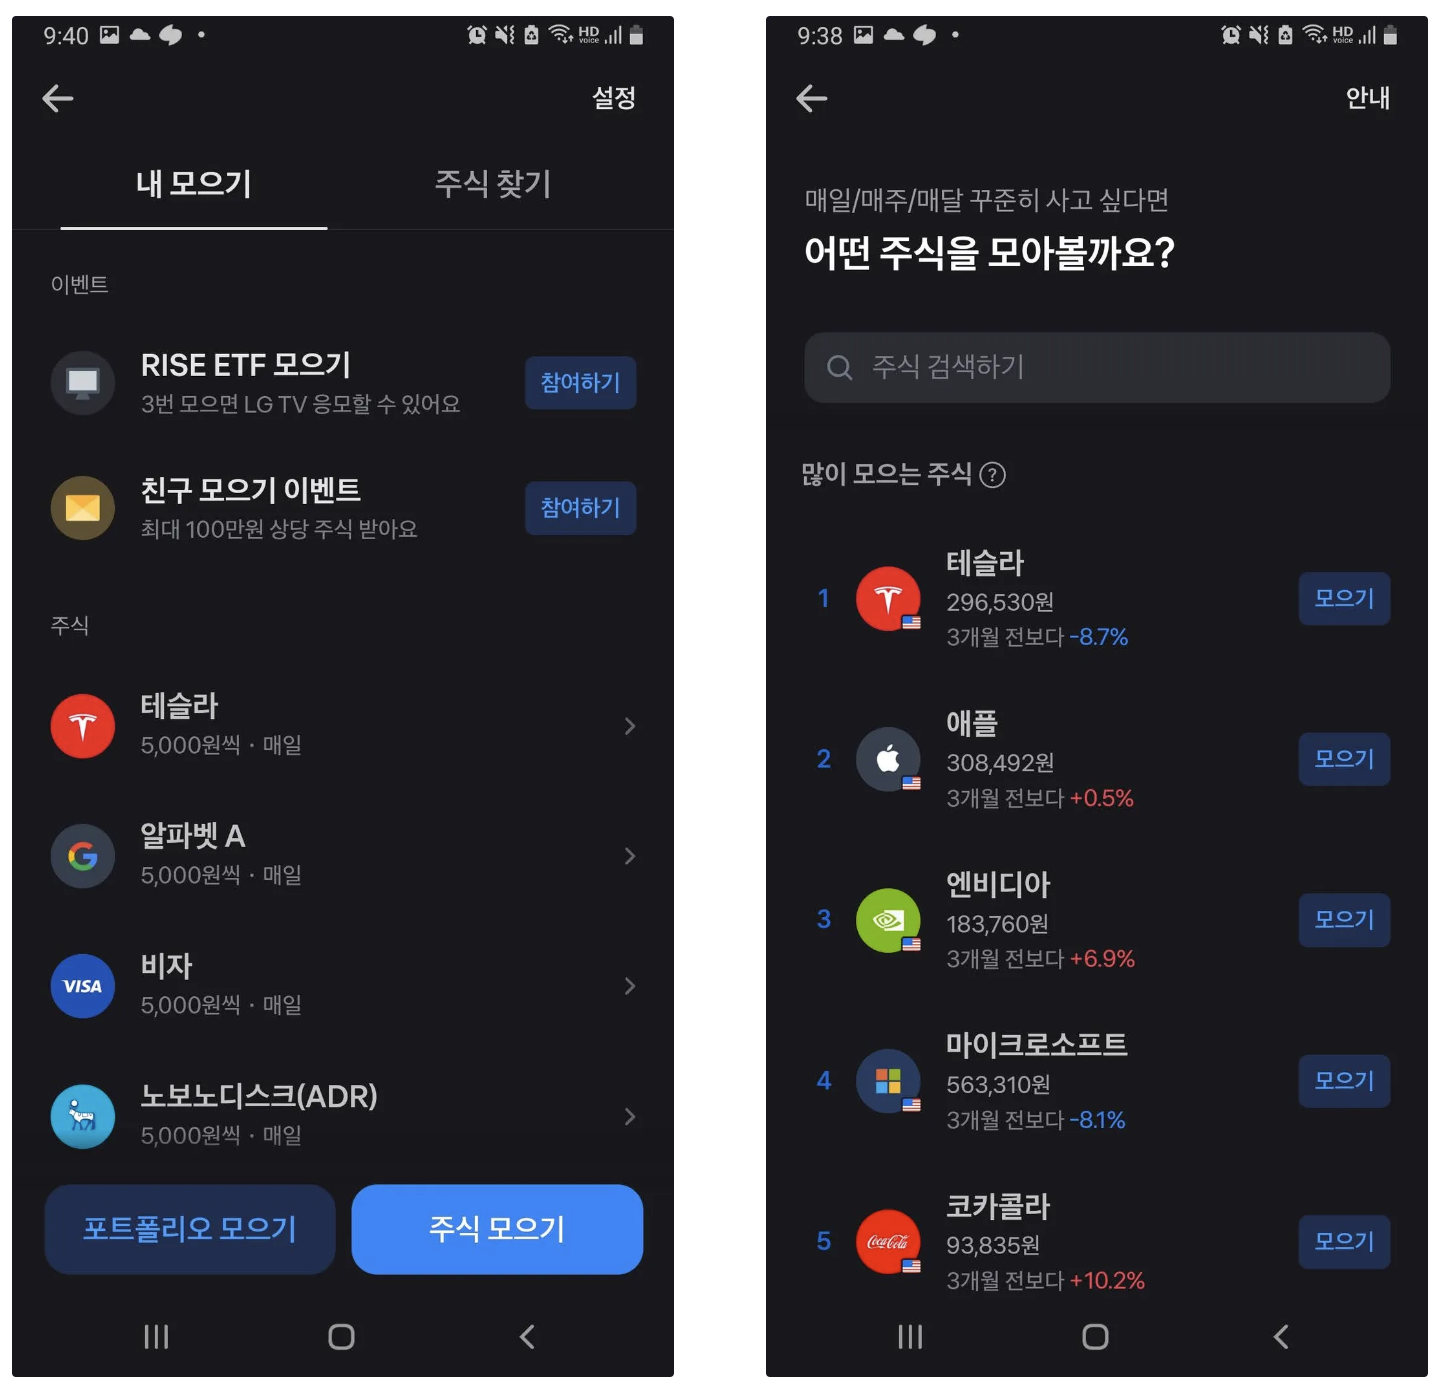 9:40
HD
voice
설정
내 모으기
주식 찾기
이벤트
RISE ETF 모으기
3번 모으면 LG TV 응모할 수 있어요
참여하기
친구 모으기 이벤트
최대 100만원 상당 주식 받아요
참여하기
주식
테슬라
5,000원씩 · 매일
알파벳 A
5,000원씩 · 매일
VISA
비자
5,000원씩 · 매일
노보노디스크(ADR)
5,000원씩 · 매일
포트폴리오 모으기
주식 모으기
9:38
HD
voice
안내
매일/매주/매달 꾸준히 사고 싶다면
어떤 주식을 모아볼까요?
주식 검색하기
많이 모으는 주식 ?
1
테슬라
296,530원
3개월 전보다 -8.7%
모으기
2
애플
308,492원
3개월 전보다 +0.5%
모으기
3
엔비디아
183,760원
3개월 전보다 +6.9%
모으기
4
마이크로소프트
563,310원
3개월 전보다 -8.1%
모으기
5
Coca-Cola
코카콜라
93,835원
3개월 전보다 +10.2%
모으기